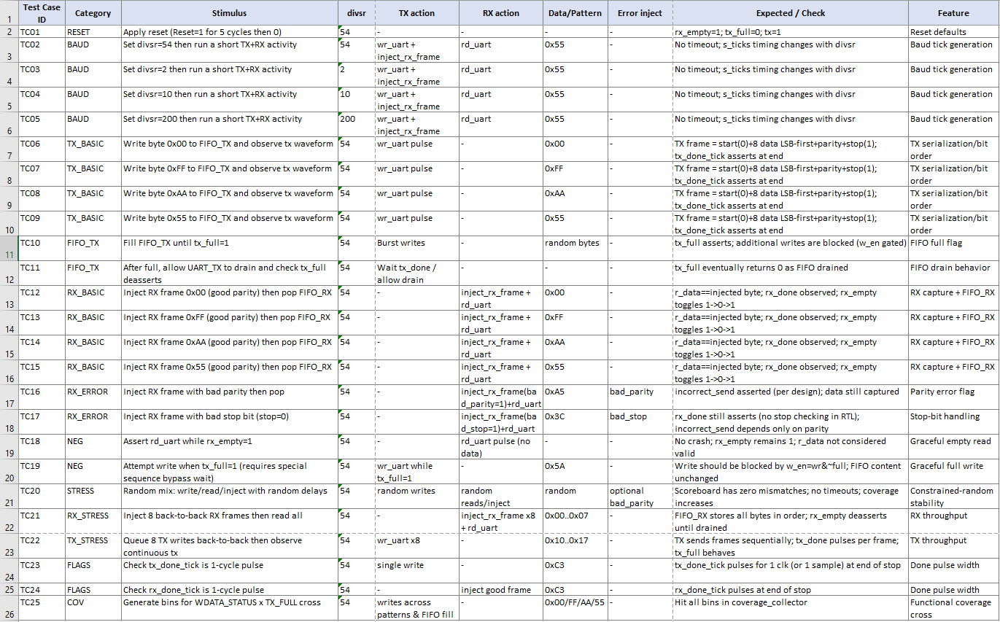 1 Test Case ID Category Stimulus divsr TX action RX action Data/Pattern Error inject Expected / Check Feature
2 TC01 RESET Apply reset (Reset=1 for 5 cycles then 0) 54 - - - - rx_empty=1; tx_full=0; tx=1 Reset defaults
3 TC02 BAUD Set divsr=54 then run a short TX+RX activity 54 wr_uart + inject_rx_frame rd_uart 0x55 - No timeout; s_ticks timing changes with divsr Baud tick generation
4 TC03 BAUD Set divsr=2 then run a short TX+RX activity 2 wr_uart + inject_rx_frame rd_uart 0x55 - No timeout; s_ticks timing changes with divsr Baud tick generation
5 TC04 BAUD Set divsr=10 then run a short TX+RX activity 10 wr_uart + inject_rx_frame rd_uart 0x55 - No timeout; s_ticks timing changes with divsr Baud tick generation
6 TC05 BAUD Set divsr=200 then run a short TX+RX activity 200 wr_uart + inject_rx_frame rd_uart 0x55 - No timeout; s_ticks timing changes with divsr Baud tick generation
7 TC06 TX_BASIC Write byte 0x00 to FIFO_TX and observe tx waveform 54 wr_uart pulse - 0x00 - TX frame = start(0)+8 data LSB-first+parity+stop(1); tx_done_tick asserts at end TX serialization/bit order
8 TC07 TX_BASIC Write byte 0xFF to FIFO_TX and observe tx waveform 54 wr_uart pulse - 0xFF - TX frame = start(0)+8 data LSB-first+parity+stop(1); tx_done_tick asserts at end TX serialization/bit order
9 TC08 TX_BASIC Write byte 0xAA to FIFO_TX and observe tx waveform 54 wr_uart pulse - 0xAA - TX frame = start(0)+8 data LSB-first+parity+stop(1); tx_done_tick asserts at end TX serialization/bit order
10 TC09 TX_BASIC Write byte 0x55 to FIFO_TX and observe tx waveform 54 wr_uart pulse - 0x55 - TX frame = start(0)+8 data LSB-first+parity+stop(1); tx_done_tick asserts at end TX serialization/bit order
11 TC10 FIFO_TX Fill FIFO_TX until tx_full=1 54 Burst writes - random bytes - tx_full asserts; additional writes are blocked (w_en gated) FIFO full flag
12 TC11 FIFO_TX After full, allow UART_TX to drain and check tx_full deasserts 54 Wait tx_done / allow drain - - - tx_full eventually returns 0 as FIFO drained FIFO drain behavior
13 TC12 RX_BASIC Inject RX frame 0x00 (good parity) then pop FIFO_RX 54 - inject_rx_frame + rd_uart 0x00 - r_data==injected byte; rx_done observed; rx_empty toggles 1->0->1 RX capture + FIFO_RX
14 TC13 RX_BASIC Inject RX frame 0xFF (good parity) then pop FIFO_RX 54 - inject_rx_frame + rd_uart 0xFF - r_data==injected byte; rx_done observed; rx_empty toggles 1->0->1 RX capture + FIFO_RX
15 TC14 RX_BASIC Inject RX frame 0xAA (good parity) then pop FIFO_RX 54 - inject_rx_frame + rd_uart 0xAA - r_data==injected byte; rx_done observed; rx_empty toggles 1->0->1 RX capture + FIFO_RX
16 TC15 RX_BASIC Inject RX frame 0x55 (good parity) then pop FIFO_RX 54 - inject_rx_frame + rd_uart 0x55 - r_data==injected byte; rx_done observed; rx_empty toggles 1->0->1 RX capture + FIFO_RX
17 TC16 RX_ERROR Inject RX frame with bad parity then pop 54 - inject_rx_frame(bad_parity=1)+rd_uart 0xA5 bad_parity incorrect_send asserted (per design); data still captured Parity error flag
18 TC17 RX_ERROR Inject RX frame with bad stop bit (stop=0) 54 - inject_rx_frame(bad_stop=1)+rd_uart 0x3C bad_stop rx_done still asserts (no stop checking in RTL); incorrect_send depends only on parity Stop-bit handling
19 TC18 NEG Assert rd_uart while rx_empty=1 54 - rd_uart pulse (no data) - - No crash; rx_empty remains 1; r_data not considered valid Graceful empty read
20 TC19 NEG Attempt write when tx_full=1 (requires special sequence bypass wait) 54 wr_uart while tx_full=1 - 0x5A - Write should be blocked by w_en=wr&~full; FIFO content unchanged Graceful full write
21 TC20 STRESS Random mix: write/read/inject with random delays 54 random writes random reads/inject random optional bad_parity Scoreboard has zero mismatches; no timeouts; coverage increases Constrained-random stability
22 TC21 RX_STRESS Inject 8 back-to-back RX frames then read all 54 - inject_rx_frame x8 + rd_uart 0x00..0x07 - FIFO_RX stores all bytes in order; rx_empty deasserts until drained RX throughput
23 TC22 TX_STRESS Queue 8 TX writes back-to-back then observe continuous tx 54 wr_uart x8 - 0x10..0x17 - TX sends frames sequentially; tx_done pulses per frame; tx_full behaves TX throughput
24 TC23 FLAGS Check tx_done_tick is 1-cycle pulse 54 single write - 0xC3 - tx_done_tick pulses for 1 clk (or 1 sample) at end of stop Done pulse width
25 TC24 FLAGS Check rx_done_tick is 1-cycle pulse 54 - inject good frame 0xC3 - rx_done_tick pulses at end of stop Done pulse width
26 TC25 COV Generate bins for WDATA_STATUS x TX_FULL cross 54 writes across patterns & FIFO fill - 0x00/FF/AA/55 - Hit all bins in coverage_collector Functional coverage cross